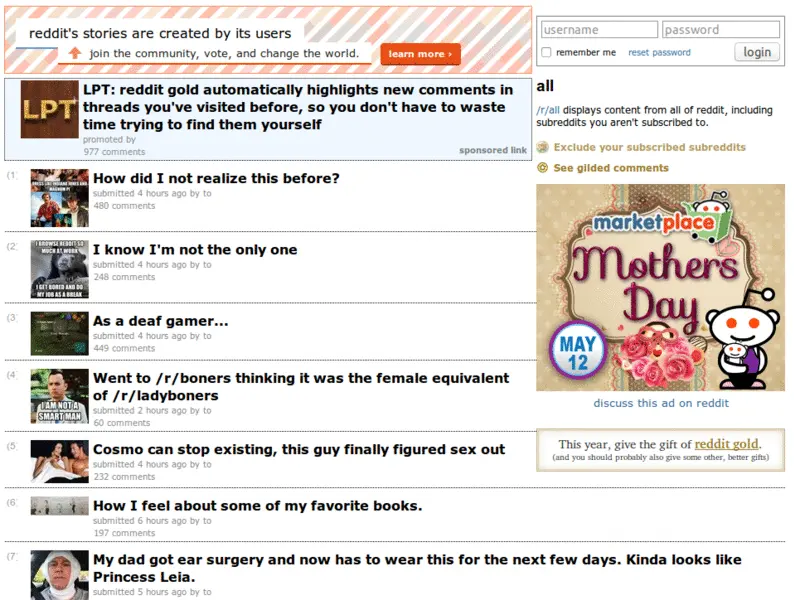 reddit's stories are created by its users
join the community, vote, and change the world.
learn more ›
LPT
LPT: reddit gold automatically highlights new comments in
threads you've visited before, so you don't have to waste
time trying to find them yourself
promoted by
977 comments
sponsored link
(1)
How did I not realize this before?
submitted 4 hours ago by to
480 comments
(2)
I BROWSE REDDIT SO
MUCH AT WORK,
I GET BORED AND DO
MY JOB AS A BREAK
I know I'm not the only one
submitted 4 hours ago by to
248 comments
(3)
As a deaf gamer...
submitted 4 hours ago by to
449 comments
(4)
I AM NOT A
SMART MAN.
Went to /r/boners thinking it was the female equivalent
of /r/ladyboners
submitted 2 hours ago by to
60 comments
(5)
Cosmo can stop existing, this guy finally figured sex out
submitted 4 hours ago by to
232 comments
(6)
How I feel about some of my favorite books.
submitted 6 hours ago by to
197 comments
(7)
My dad got ear surgery and now has to wear this for the next few days. Kinda looks like
Princess Leia.
submitted 5 hours ago by to
username
password
remember me
reset password
login
all
/r/all displays content from all of reddit, including
subreddits you aren't subscribed to.
Exclude your subscribed subreddits
See gilded comments
marketplace
Mothers
Day
MAY
12
discuss this ad on reddit
This year, give the gift of reddit gold.
(and you should probably also give some other, better gifts)